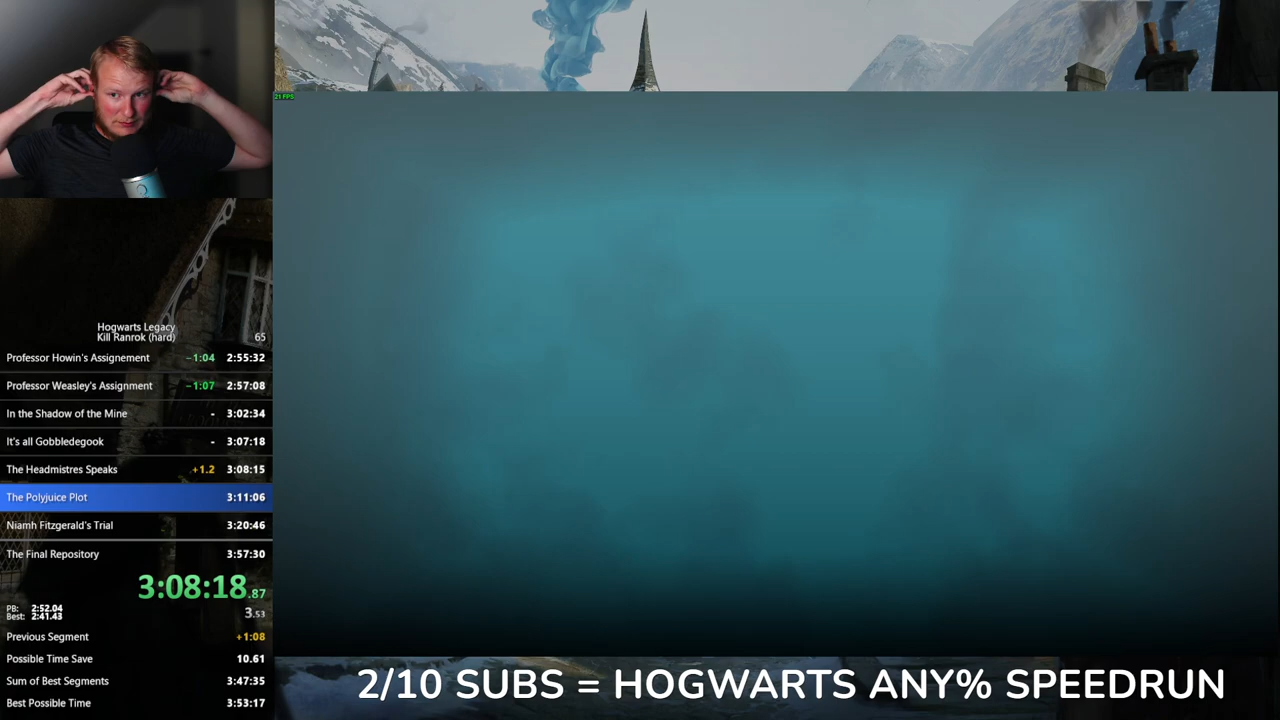 21 FPS
Hogwarts Legacy
Kill Ranrok (hard) 65
Professor Howin's Assignement -1:04 2:55:32
Professor Weasley's Assignment -1:07 2:57:08
In the Shadow of the Mine - 3:02:34
It's all Gobbledegook - 3:07:18
The Headmistres Speaks +1.2 3:08:15
The Polyjuice Plot 3:11:06
Niamh Fitzgerald's Trial 3:20:46
The Final Repository 3:57:30
3:08:18.87
PB: 2:52.04 3.53
Best: 2:41.43
Previous Segment +1:08
Possible Time Save 10.61
Sum of Best Segments 3:47:35
Best Possible Time 3:53:17
2/10 SUBS = HOGWARTS ANY% SPEEDRUN